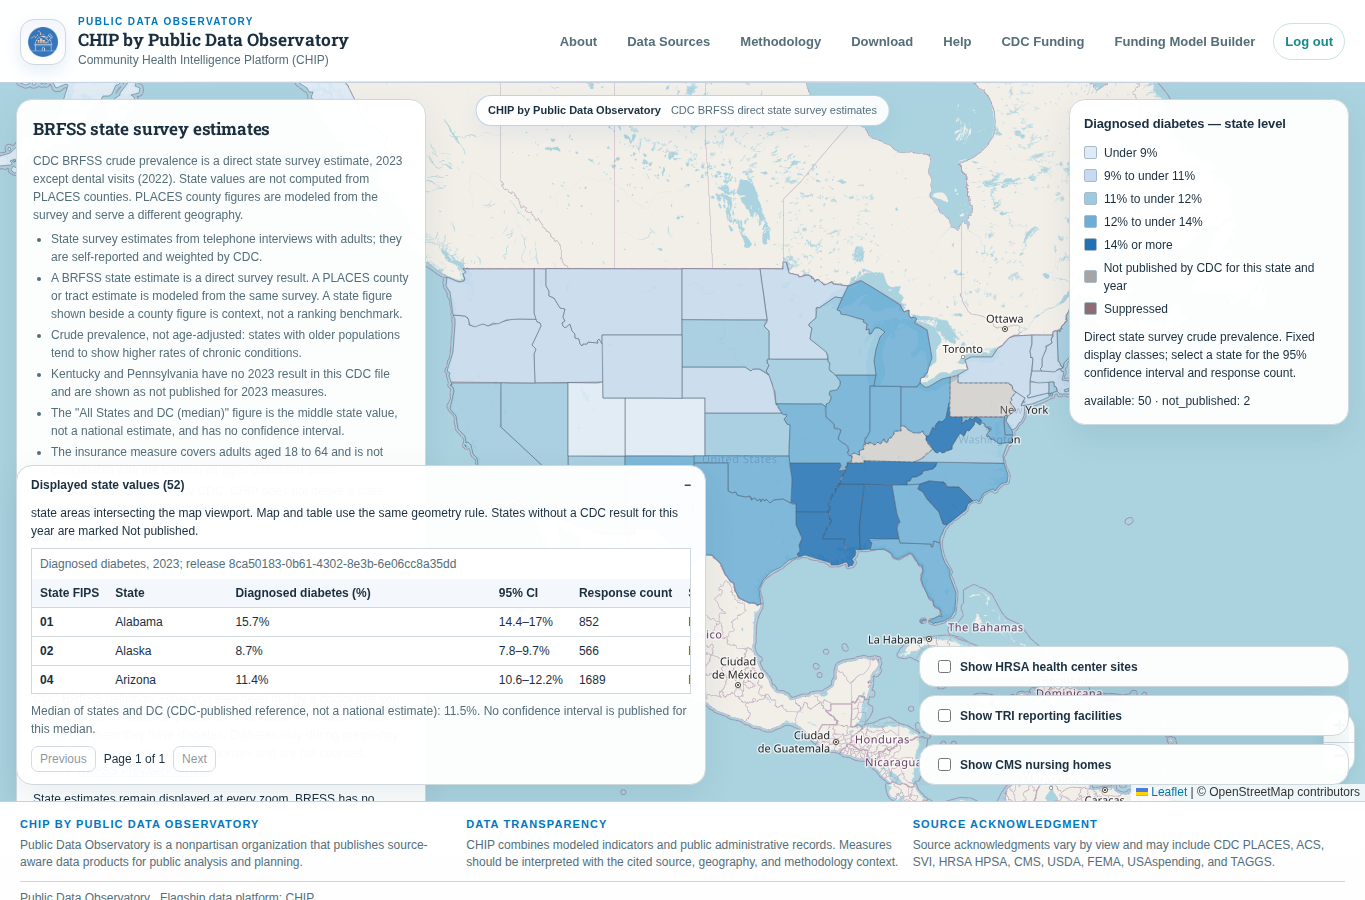 PUBLIC DATA OBSERVATORY
CHIP by Public Data Observatory
Community Health Intelligence Platform (CHIP)
About
Data Sources
Methodology
Download
Help
CDC Funding
Funding Model Builder
Log out
BRFSS state survey estimates
CDC BRFSS crude prevalence is a direct state survey estimate, 2023
except dental visits (2022). State values are not computed from
PLACES counties. PLACES county figures are modeled from the
survey and serve a different geography.
• State survey estimates from telephone interviews with adults; they
are self-reported and weighted by CDC.
• A BRFSS state estimate is a direct survey result. A PLACES county
or tract estimate is modeled from the same survey. A state figure
shown beside a county figure is context, not a ranking benchmark.
• Crude prevalence, not age-adjusted: states with older populations
tend to show higher rates of chronic conditions.
• Kentucky and Pennsylvania have no 2023 result in this CDC file
and are shown as not published for 2023 measures.
• The "All States and DC (median)" figure is the middle state value,
not a national estimate, and has no confidence interval.
• The insurance measure covers adults aged 18 to 64 and is not
Displayed state values (52)
−
state areas intersecting the map viewport. Map and table use the same geometry rule. States without a CDC result for this
year are marked Not published.
Diagnosed diabetes, 2023; release 8ca50183-0b61-4302-8e3b-6e06cc8a35dd
State FIPS State Diagnosed diabetes (%) 95% CI Response count
01 Alabama 15.7% 14.4–17% 852
02 Alaska 8.7% 7.8–9.7% 566
04 Arizona 11.4% 10.6–12.2% 1689
Median of states and DC (CDC-published reference, not a national estimate): 11.5%. No confidence interval is published for
this median.
Previous Page 1 of 1 Next
State estimates remain displayed at every zoom. BRFSS has no
CHIP by Public Data Observatory CDC BRFSS direct state survey estimates
Ottawa
Toronto
New York
Washington
United States
La Habana
The Bahamas
Ciudad
de México
Ciudad
de Guatemala
Honduras
Nicaragua
Dominicana
Caracas
Diagnosed diabetes — state level
Under 9%
9% to under 11%
11% to under 12%
12% to under 14%
14% or more
Not published by CDC for this state and
year
Suppressed
Direct state survey crude prevalence. Fixed
display classes; select a state for the 95%
confidence interval and response count.
available: 50 · not_published: 2
Show HRSA health center sites
Show TRI reporting facilities
Show CMS nursing homes
Leaflet | © OpenStreetMap contributors
CHIP BY PUBLIC DATA OBSERVATORY
Public Data Observatory is a nonpartisan organization that publishes source-
aware data products for public analysis and planning.
DATA TRANSPARENCY
CHIP combines modeled indicators and public administrative records. Measures
should be interpreted with the cited source, geography, and methodology context.
SOURCE ACKNOWLEDGMENT
Source acknowledgments vary by view and may include CDC PLACES, ACS,
SVI, HRSA HPSA, CMS, USDA, FEMA, USAspending, and TAGGS.
Public Data Observatory. Flagship data platform: CHIP